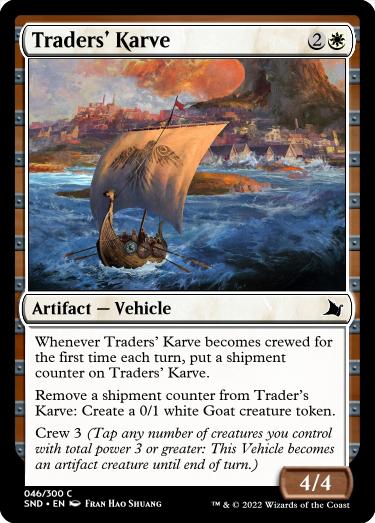 Traders’ Karve 2
Artifact — Vehicle
Whenever Traders’ Karve becomes crewed for
the first time each turn, put a shipment
counter on Traders’ Karve.
Remove a shipment counter from Trader’s
Karve: Create a 0/1 white Goat creature token.
Crew 3 (Tap any number of creatures you control
with total power 3 or greater: This Vehicle becomes
an artifact creature until end of turn.)
4/4
046/300 C
SND • EN Fran Hao Shuang
™ & © 2022 Wizards of the Coast